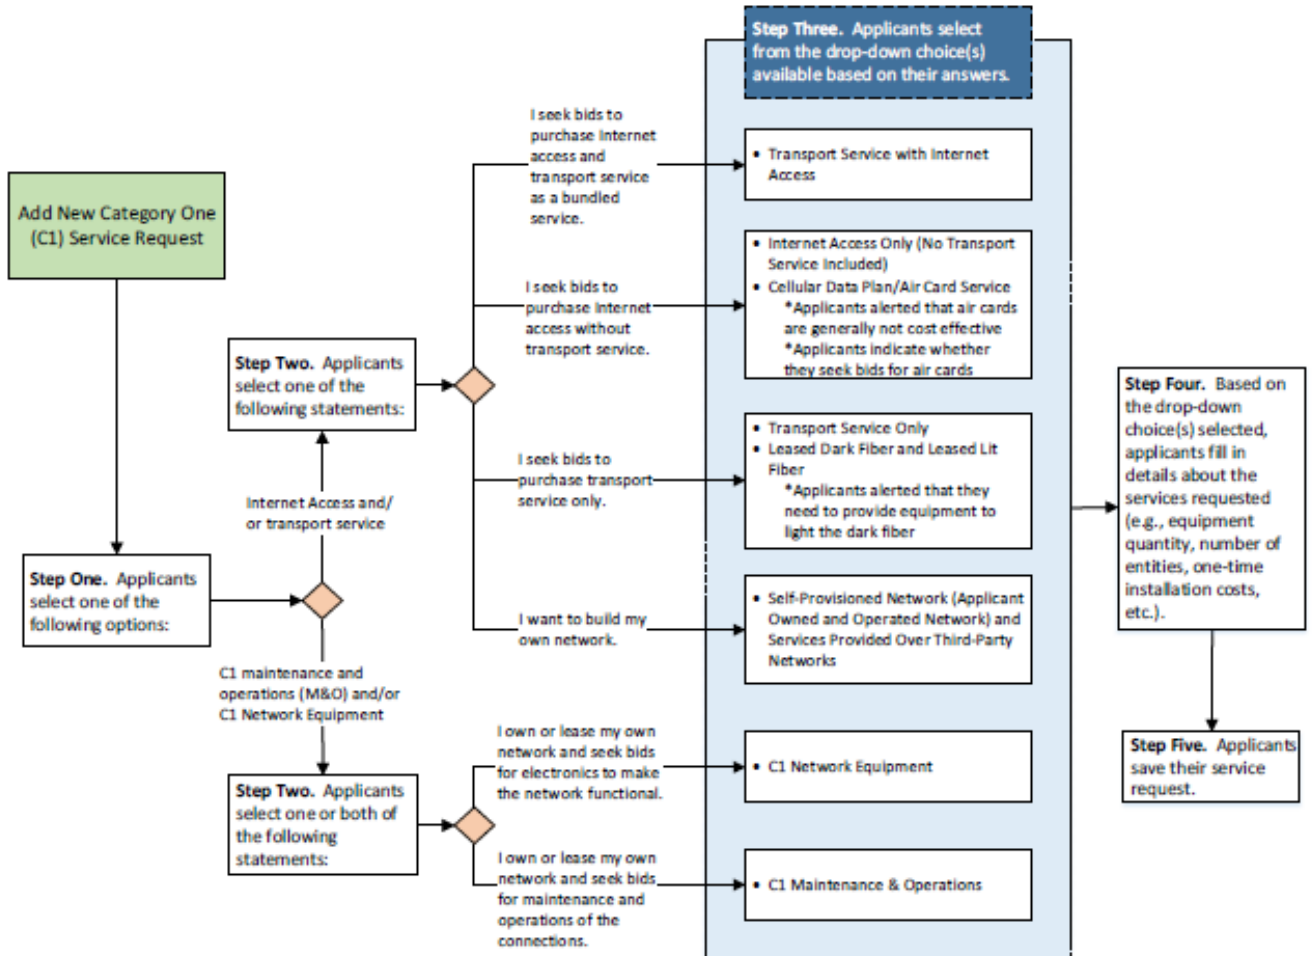 Add New Category One
(C1) Service Request
Step One.  Applicants
select one of the
following options:
Internet Access and/
or transport service
C1 maintenance and
operations (M&O) and/or
C1 Network Equipment
Step Two.  Applicants
select one of the
following statements:
Step Two.  Applicants
select one or both of
the following
statements:
I seek bids to
purchase Internet
access and
transport service
as a bundled
service.
I seek bids to
purchase Internet
access without
transport service.
I seek bids to
purchase transport
service only.
I want to build my
own network.
I own or lease my own
network and seek bids
for electronics to make
the network functional.
I own or lease my own
network and seek bids
for maintenance and
operations of the
connections.
Step Three.  Applicants select
from the drop-down choice(s)
available based on their answers.
• Transport Service with Internet
Access
• Internet Access Only (No Transport
Service Included)
• Cellular Data Plan/Air Card Service
*Applicants alerted that air cards
are generally not cost effective
*Applicants indicate whether
they seek bids for air cards
• Transport Service Only
• Leased Dark Fiber and Leased Lit
Fiber
*Applicants alerted that they
need to provide equipment to
light the dark fiber
• Self-Provisioned Network (Applicant
Owned and Operated Network) and
Services Provided Over Third-Party
Networks
• C1 Network Equipment
• C1 Maintenance & Operations
Step Four.  Based on
the drop-down
choice(s) selected,
applicants fill in
details about the
services requested
(e.g., equipment
quantity, number of
entities, one-time
installation costs,
etc.).
Step Five.  Applicants
save their service
request.